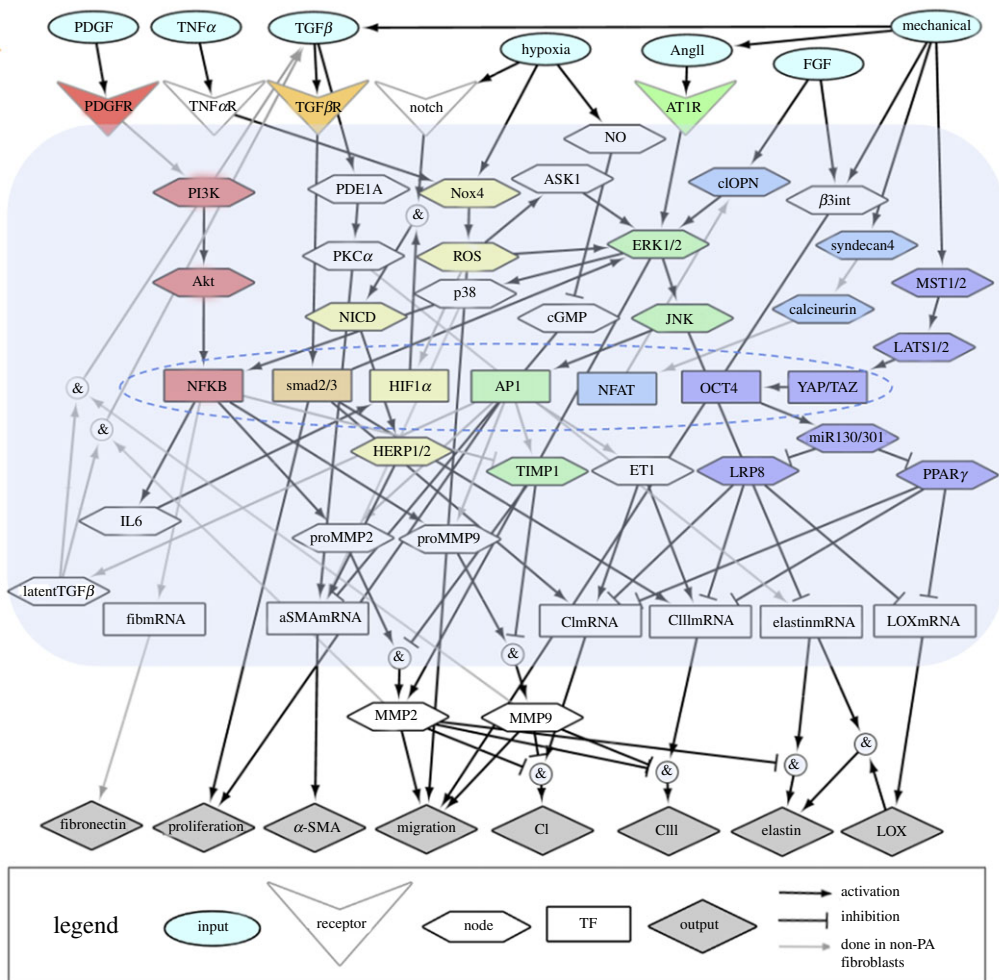 PDGF
TNFα
TGFβ
mechanical
hypoxia
AngII
FGF
PDGFR
TNFαR
TGFβR
notch
AT1R
NO
PI3K
PDE1A
Nox4
ASK1
clOPN
β3int
&
PKCα
ROS
ERK1/2
syndecan4
Akt
p38
MST1/2
NICD
cGMP
JNK
calcineurin
LATS1/2
NFKB
smad2/3
HIF1α
AP1
NFAT
OCT4
YAP/TAZ
&
&
HERP1/2
TIMP1
ET1
LRP8
miR130/301
PPARγ
IL6
proMMP2
proMMP9
latentTGFβ
fibmRNA
aSMAmRNA
ClmRNA
ClllmRNA
elastinmRNA
LOXmRNA
&
&
MMP2
MMP9
&
&
&
&
fibronectin
proliferation
α-SMA
migration
Cl
Clll
elastin
LOX
legend
input
receptor
node
TF
output
activation
inhibition
done in non-PA
fibroblasts